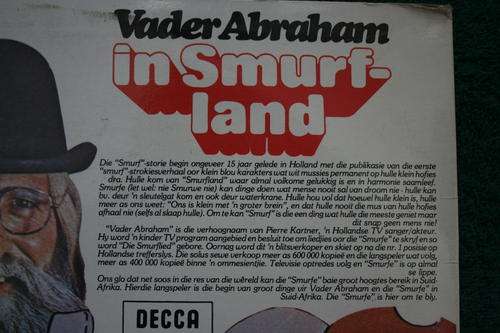 Vader Abraham
in Smurf-
land
Die "Smurf"-storie begin ongeveer 15 jaar gelede in Holland met die publikasie van die eerste
"smurf"-strokiesverhaal oor klein blou karakters wat wit mussies permanent op hulle klein hofies
dra. Hulle kom van "Smurfland" waar almal volkome gelukkig is en in harmonie saamleef.
Smurfe (let wel: nie Smurwe nie) kan dinge doen wat mense nooit sal van droom nie - hulle kan
bv. deur 'n sleutelgat kom en ook deur waterkrane. Hulle hou vol dat hoewel hulle klein is, hulle
meer as ons weet: "Ons is klein met 'n groter brein", en dat hulle nooit die mus van hulle hofies
afhaal nie (selfs al slaap hulle). Om te kan "Smurf" is die een ding wat hulle die meeste geniet maar
dit snap geen mens nie!
"Vader Abraham" is die verhoognaam van Pierre Kartner, 'n Hollandse TV sanger/akteur.
Hy word 'n kinder TV program aangebied en besluit toe om liedjies oor die "Smurfe" te skryf en so
word "Die Smurflied" gebore. Oornag word dit 'n blitsverkoper en skiet op na die nr. 1 posisie op
Hollandse treflerslys. Die solus seuve verkoop meer as 600 000 kopieë en die langspeler wat volg,
meer as 400 000 kopieë binne 'n ommesientjie. Televisie optredes volg en "Smurfe" is op almal
se lippe.
Ons glo dat net soos in die res van die wêreld kan die "Smurfe" baie groot hoogtes bereik in Suid-
Afrika. Hierdie langspeler is die begin van groot dinge vir Vader Abraham en die "Smurfe" in
Suid-Afrika. Die "Smurfe" is hier om te bly.
DECCA